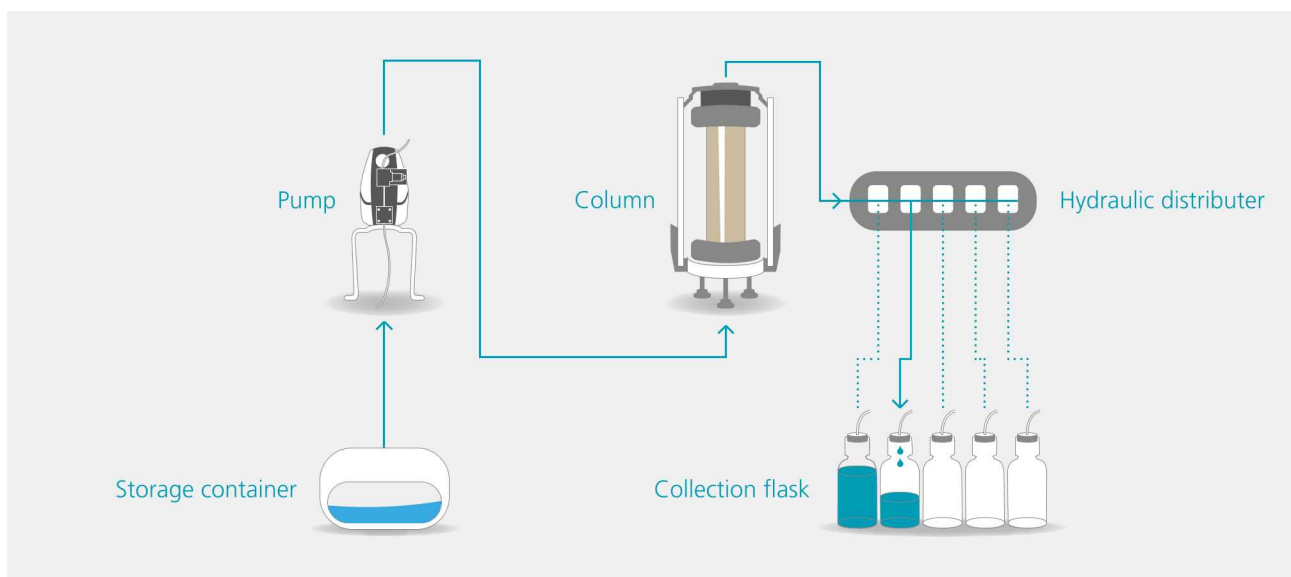 Pump
Column
Hydraulic distributer
Storage container
Collection flask